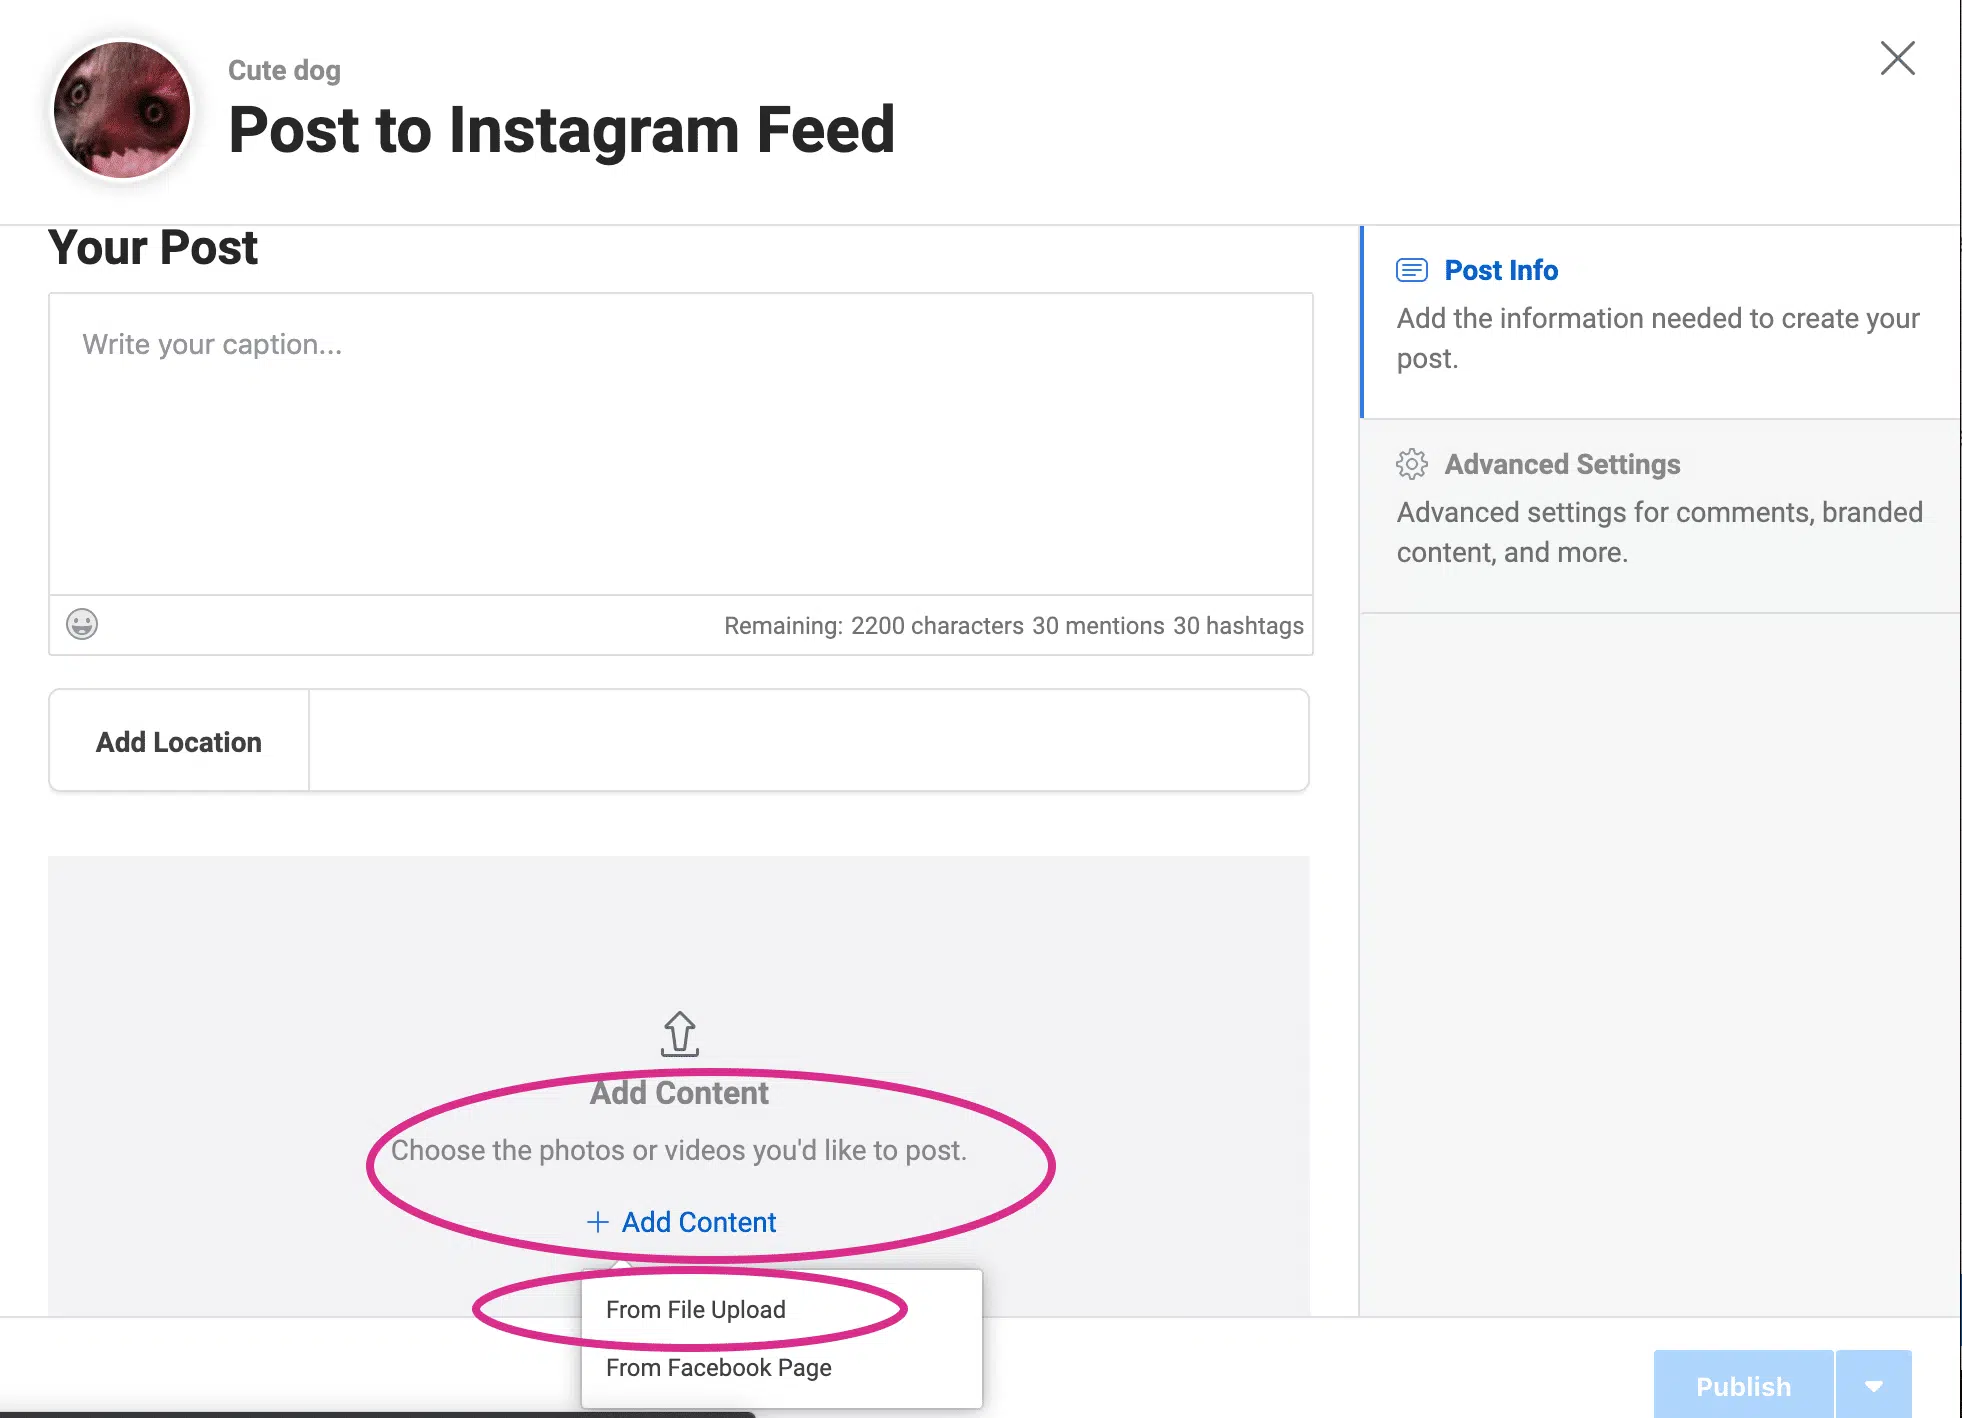 Cute dog
Post to Instagram Feed
Your Post
Write your caption...
Remaining: 2200 characters 30 mentions 30 hashtags
Add Location
Add Content
Choose the photos or videos you'd like to post.
+ Add Content
From File Upload
From Facebook Page
Post Info
Add the information needed to create your
post.
Advanced Settings
Advanced settings for comments, branded
content, and more.
Publish